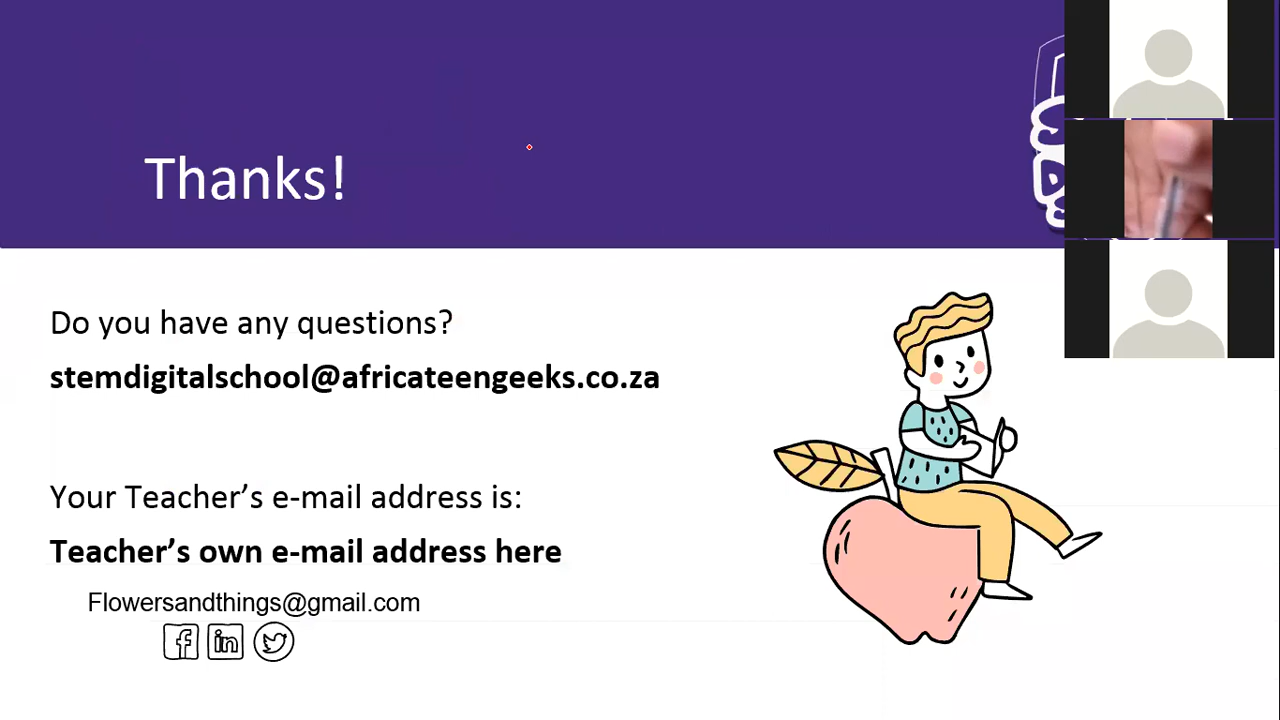 Thanks!
Do you have any questions?
stemdigitalschool@africateengeeks.co.za
Your Teacher’s e-mail address is:
Teacher’s own e-mail address here
Flowersandthings@gmail.com